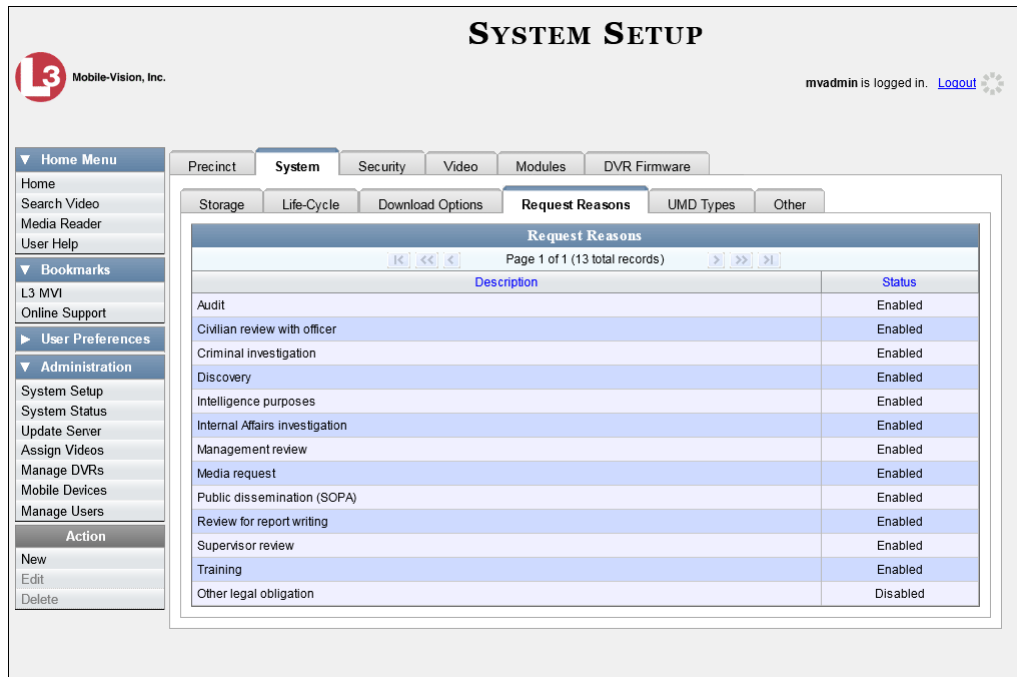 SYSTEM SETUP
L3 Mobile-Vision, Inc.
mvadmin is logged in. Logout
▼ Home Menu
Home
Search Video
Media Reader
User Help
▼ Bookmarks
L3 MVI
Online Support
▶ User Preferences
▼ Administration
System Setup
System Status
Update Server
Assign Videos
Manage DVRs
Mobile Devices
Manage Users
Action
New
Edit
Delete
Precinct System Security Video Modules DVR Firmware
Storage Life-Cycle Download Options Request Reasons UMD Types Other
Request Reasons
|< << < Page 1 of 1 (13 total records) > >> >|
Description Status
Audit Enabled
Civilian review with officer Enabled
Criminal investigation Enabled
Discovery Enabled
Intelligence purposes Enabled
Internal Affairs investigation Enabled
Management review Enabled
Media request Enabled
Public dissemination (SOPA) Enabled
Review for report writing Enabled
Supervisor review Enabled
Training Enabled
Other legal obligation Disabled